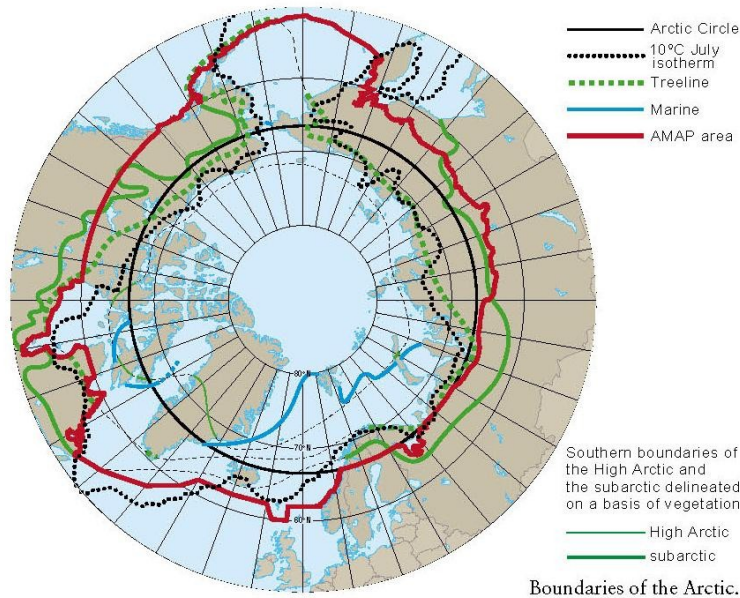 Arctic Circle
10°C July
isotherm
Treeline
Marine
AMAP area
80°N
70°N
60°N
Southern boundaries of
the High Arctic and
the subarctic delineated
on a basis of vegetation
High Arctic
subarctic
Boundaries of the Arctic.